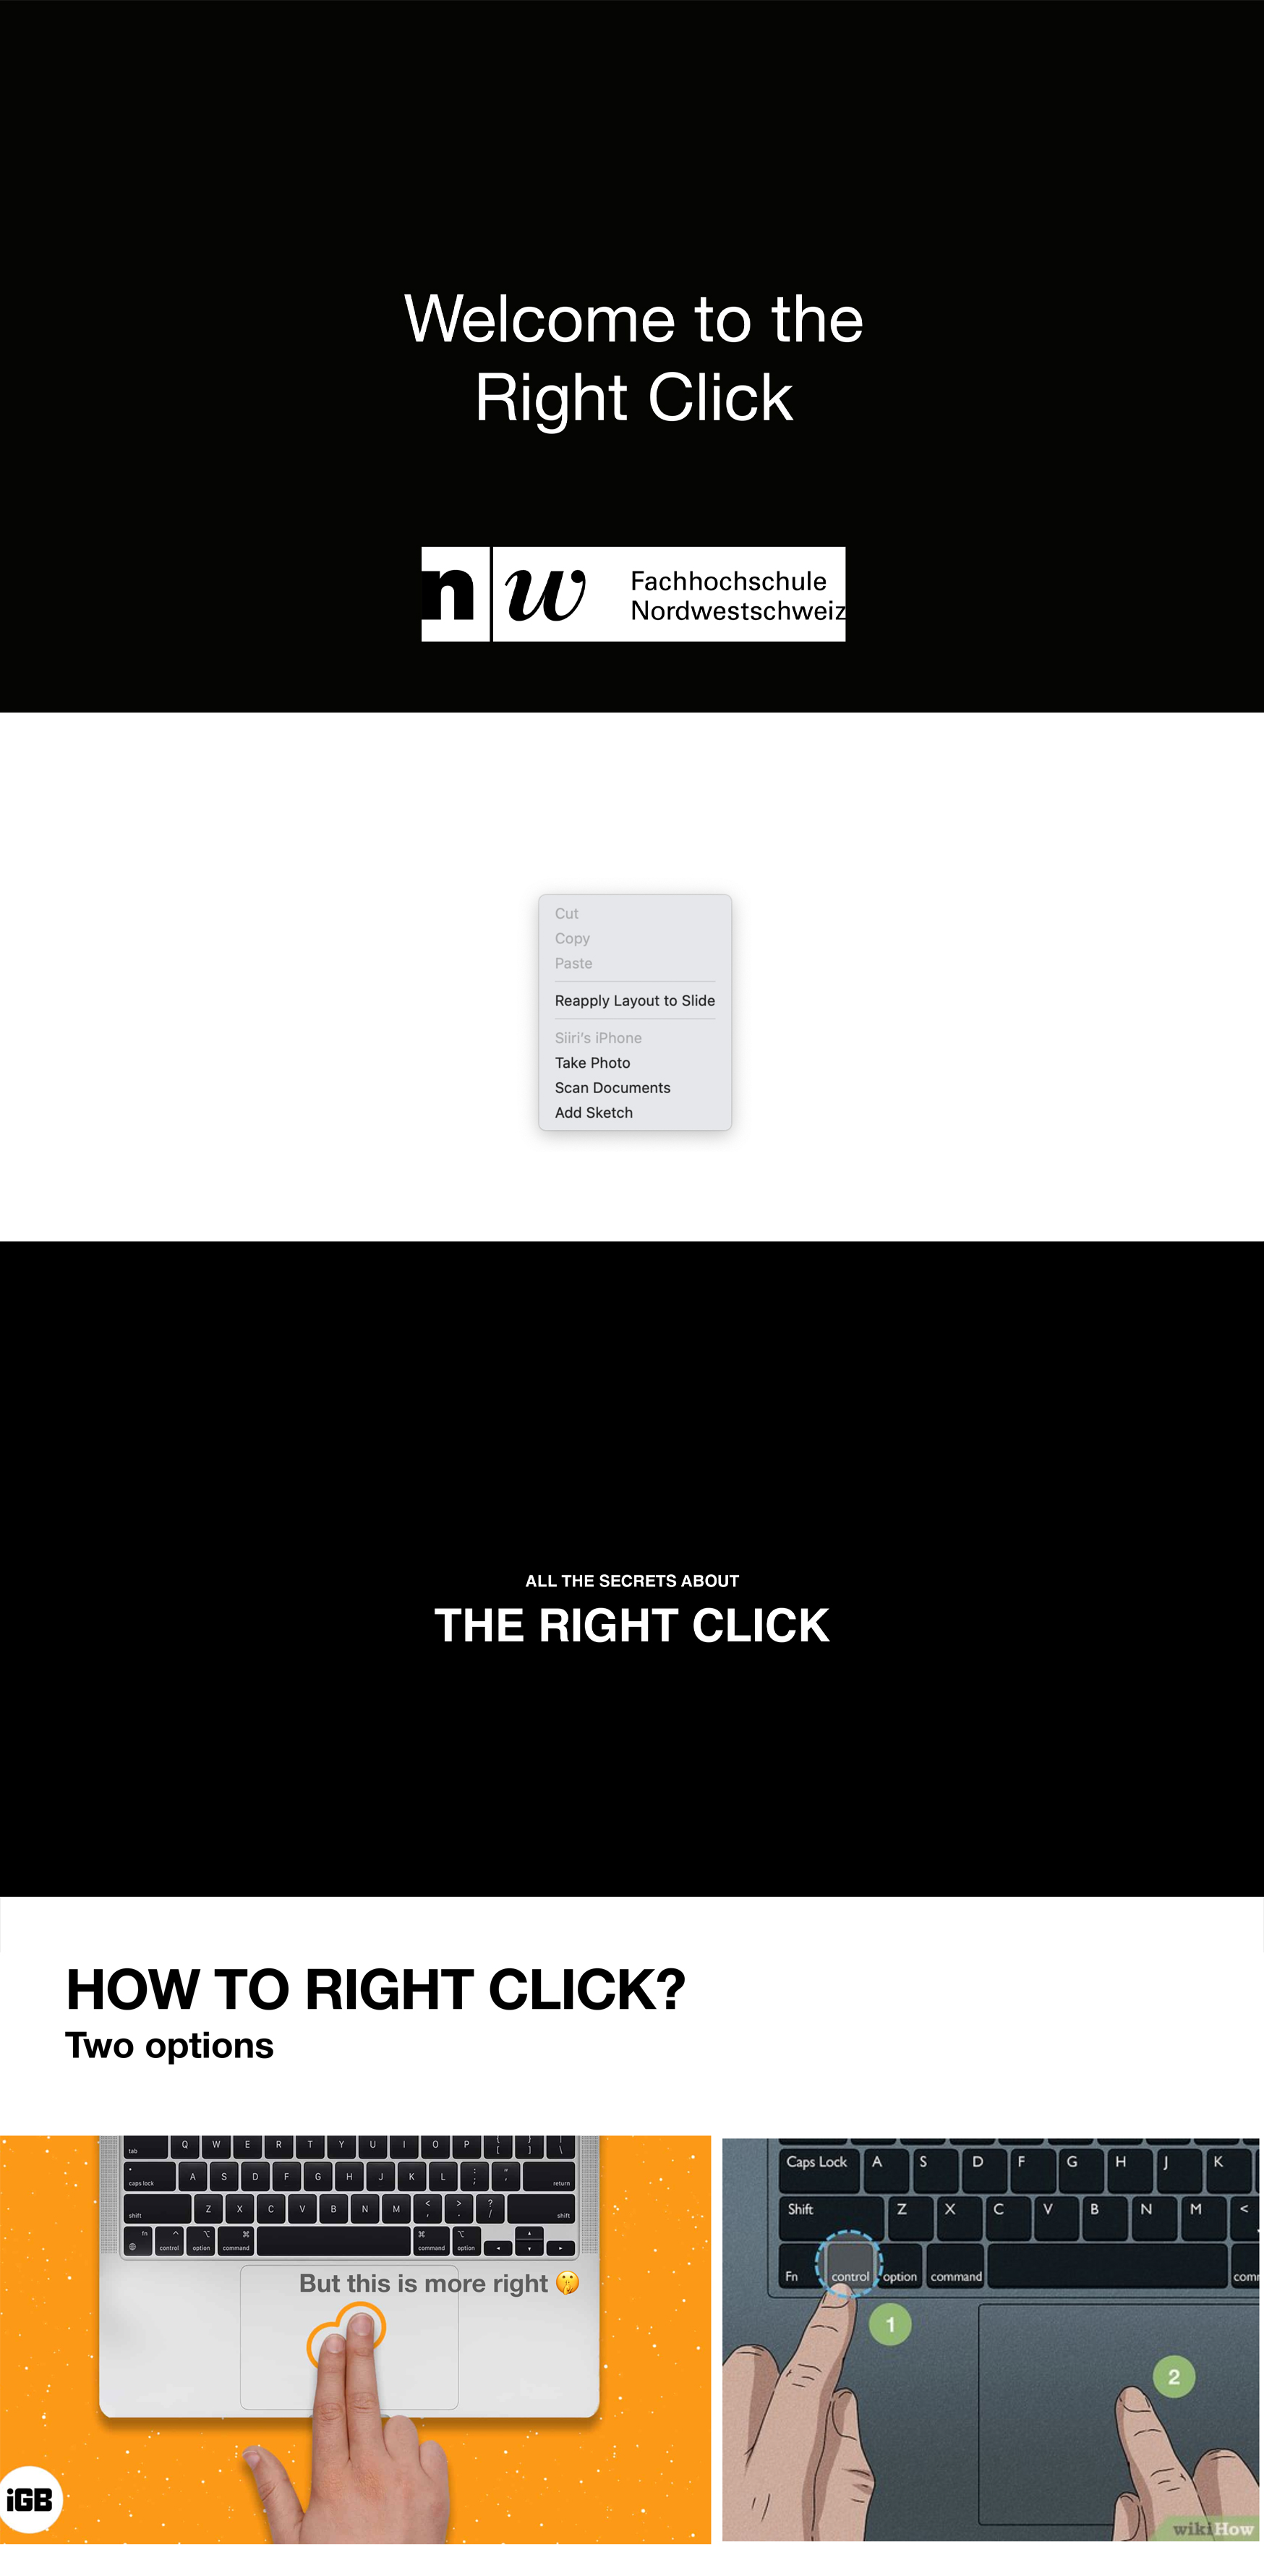 Welcome to the
Right Click
n w Fachhochschule
Nordwestschweiz
Cut
Copy
Paste
Reapply Layout to Slide
Siiri's iPhone
Take Photo
Scan Documents
Add Sketch
ALL THE SECRETS ABOUT
THE RIGHT CLICK
HOW TO RIGHT CLICK?
Two options
tab Q W E R T Y U I O P { [ } ] | \
caps lock A S D F G H J K L : ; " ' return
shift Z X C V B N M < , > . ? / shift
fn control option command command option
But this is more right 🤫
iGB
Caps Lock A S D F G H J K
Shift Z X C V B N M <
Fn control option command comm
1
2
wikiHow